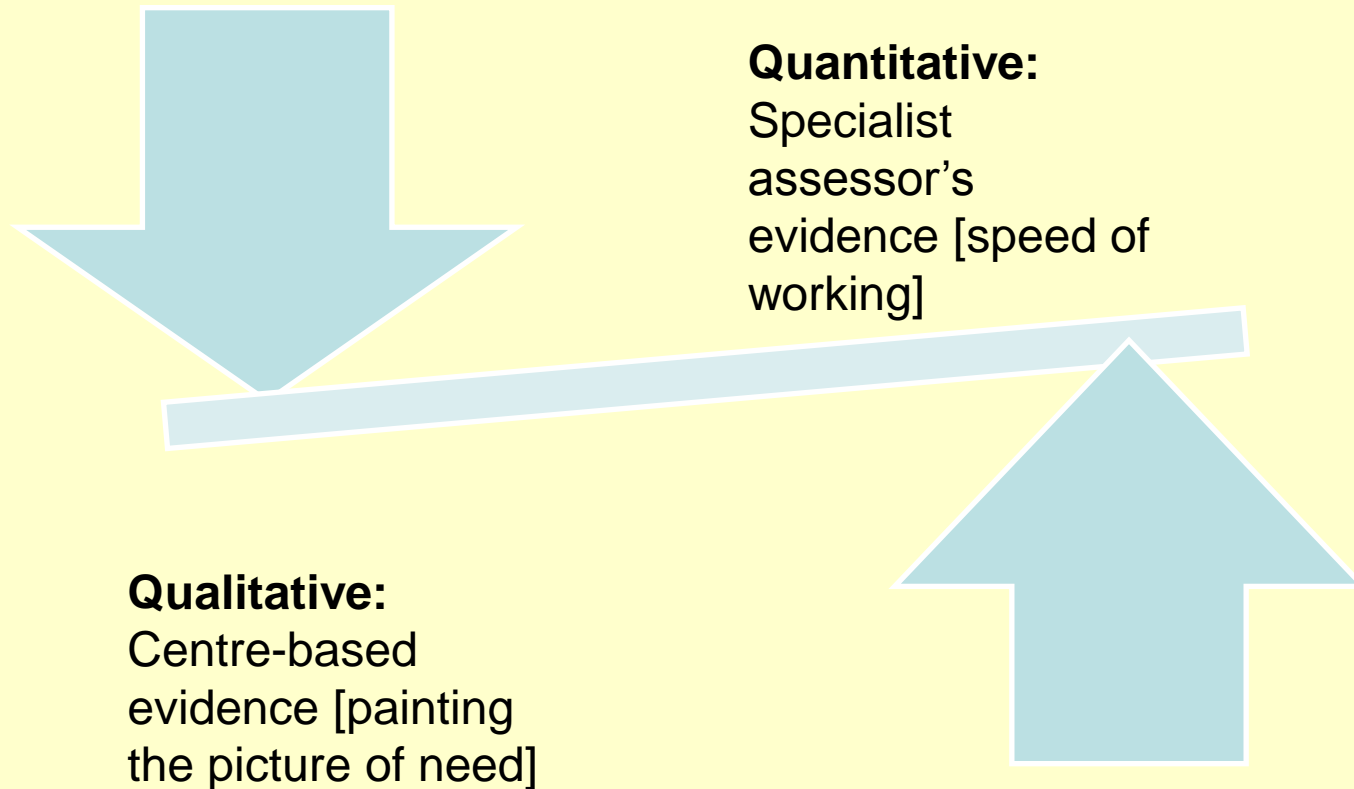 Quantitative:
Specialist
assessor’s
evidence [speed of
working]
Qualitative:
Centre-based
evidence [painting
the picture of need]